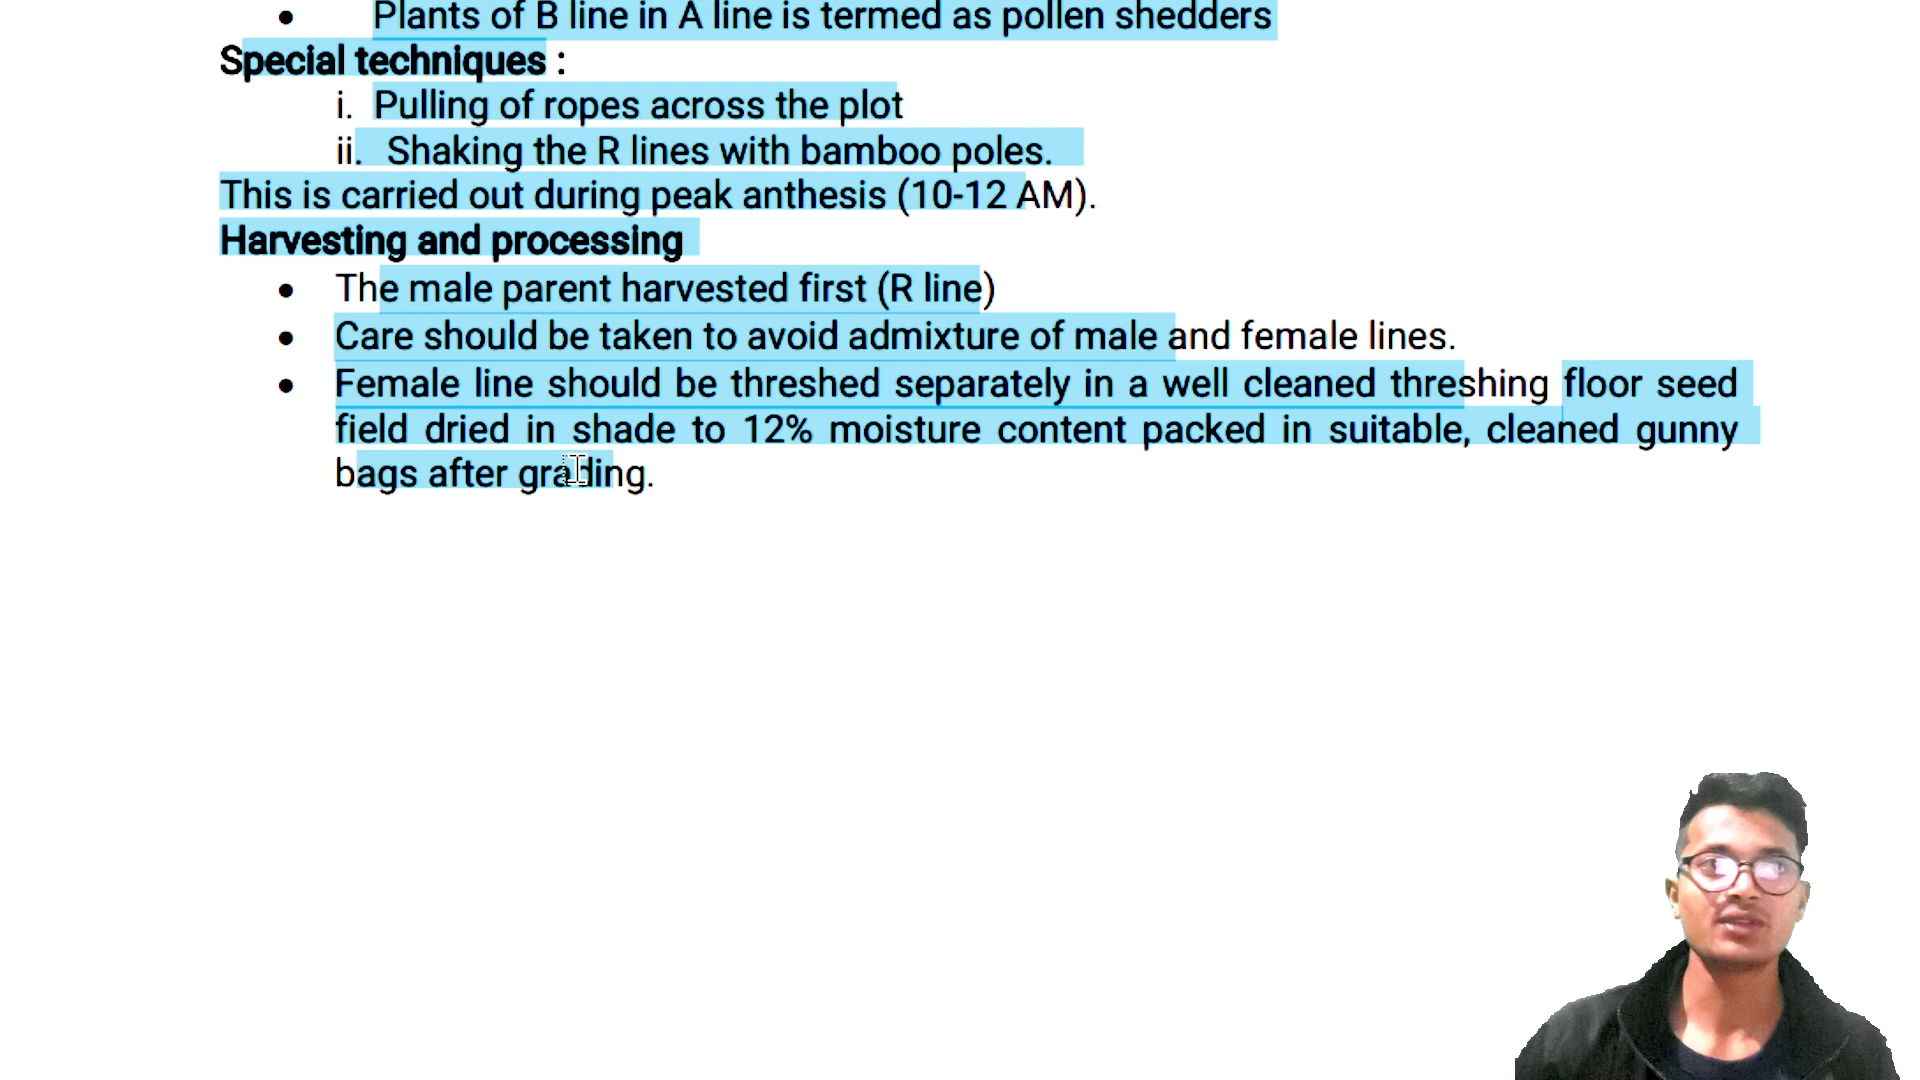 • Plants of B line in A line is termed as pollen shedders
Special techniques :
i. Pulling of ropes across the plot
ii. Shaking the R lines with bamboo poles.
This is carried out during peak anthesis (10-12 AM).
Harvesting and processing
• The male parent harvested first (R line)
• Care should be taken to avoid admixture of male and female lines.
• Female line should be threshed separately in a well cleaned threshing floor seed
field dried in shade to 12% moisture content packed in suitable, cleaned gunny
bags after grading.